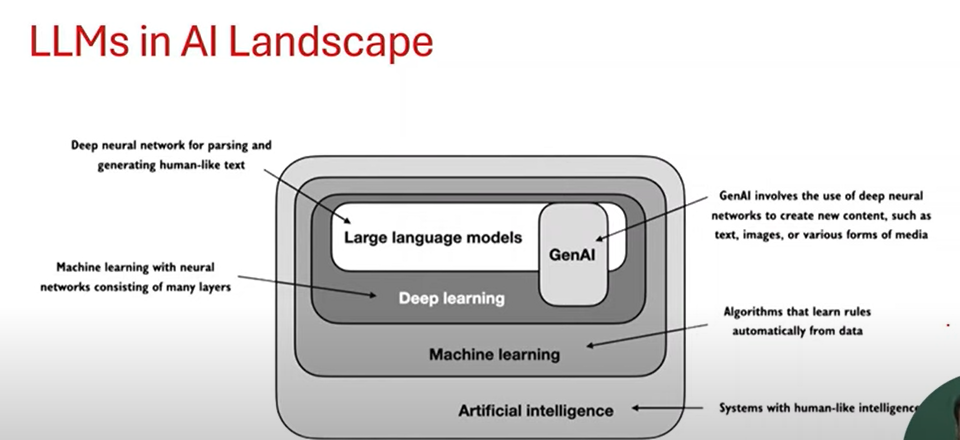 LLMs in AI Landscape
Deep neural network for parsing and
generating human-like text
GenAI involves the use of deep neural
networks to create new content, such as
text, images, or various forms of media
Large language models
GenAI
Machine learning with neural
networks consisting of many layers
Deep learning
Algorithms that learn rules
automatically from data
Machine learning
Artificial intelligence
Systems with human-like intelligence